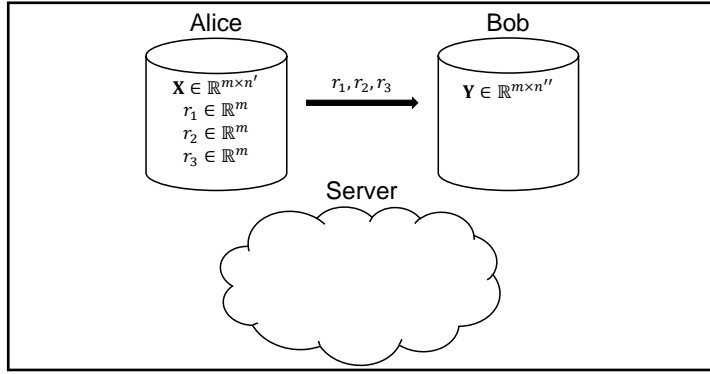 Alice
𝐗 ∈ ℝ^{m×n′}
r₁ ∈ ℝ^m
r₂ ∈ ℝ^m
r₃ ∈ ℝ^m
r₁, r₂, r₃
Bob
𝐘 ∈ ℝ^{m×n′′}
Server